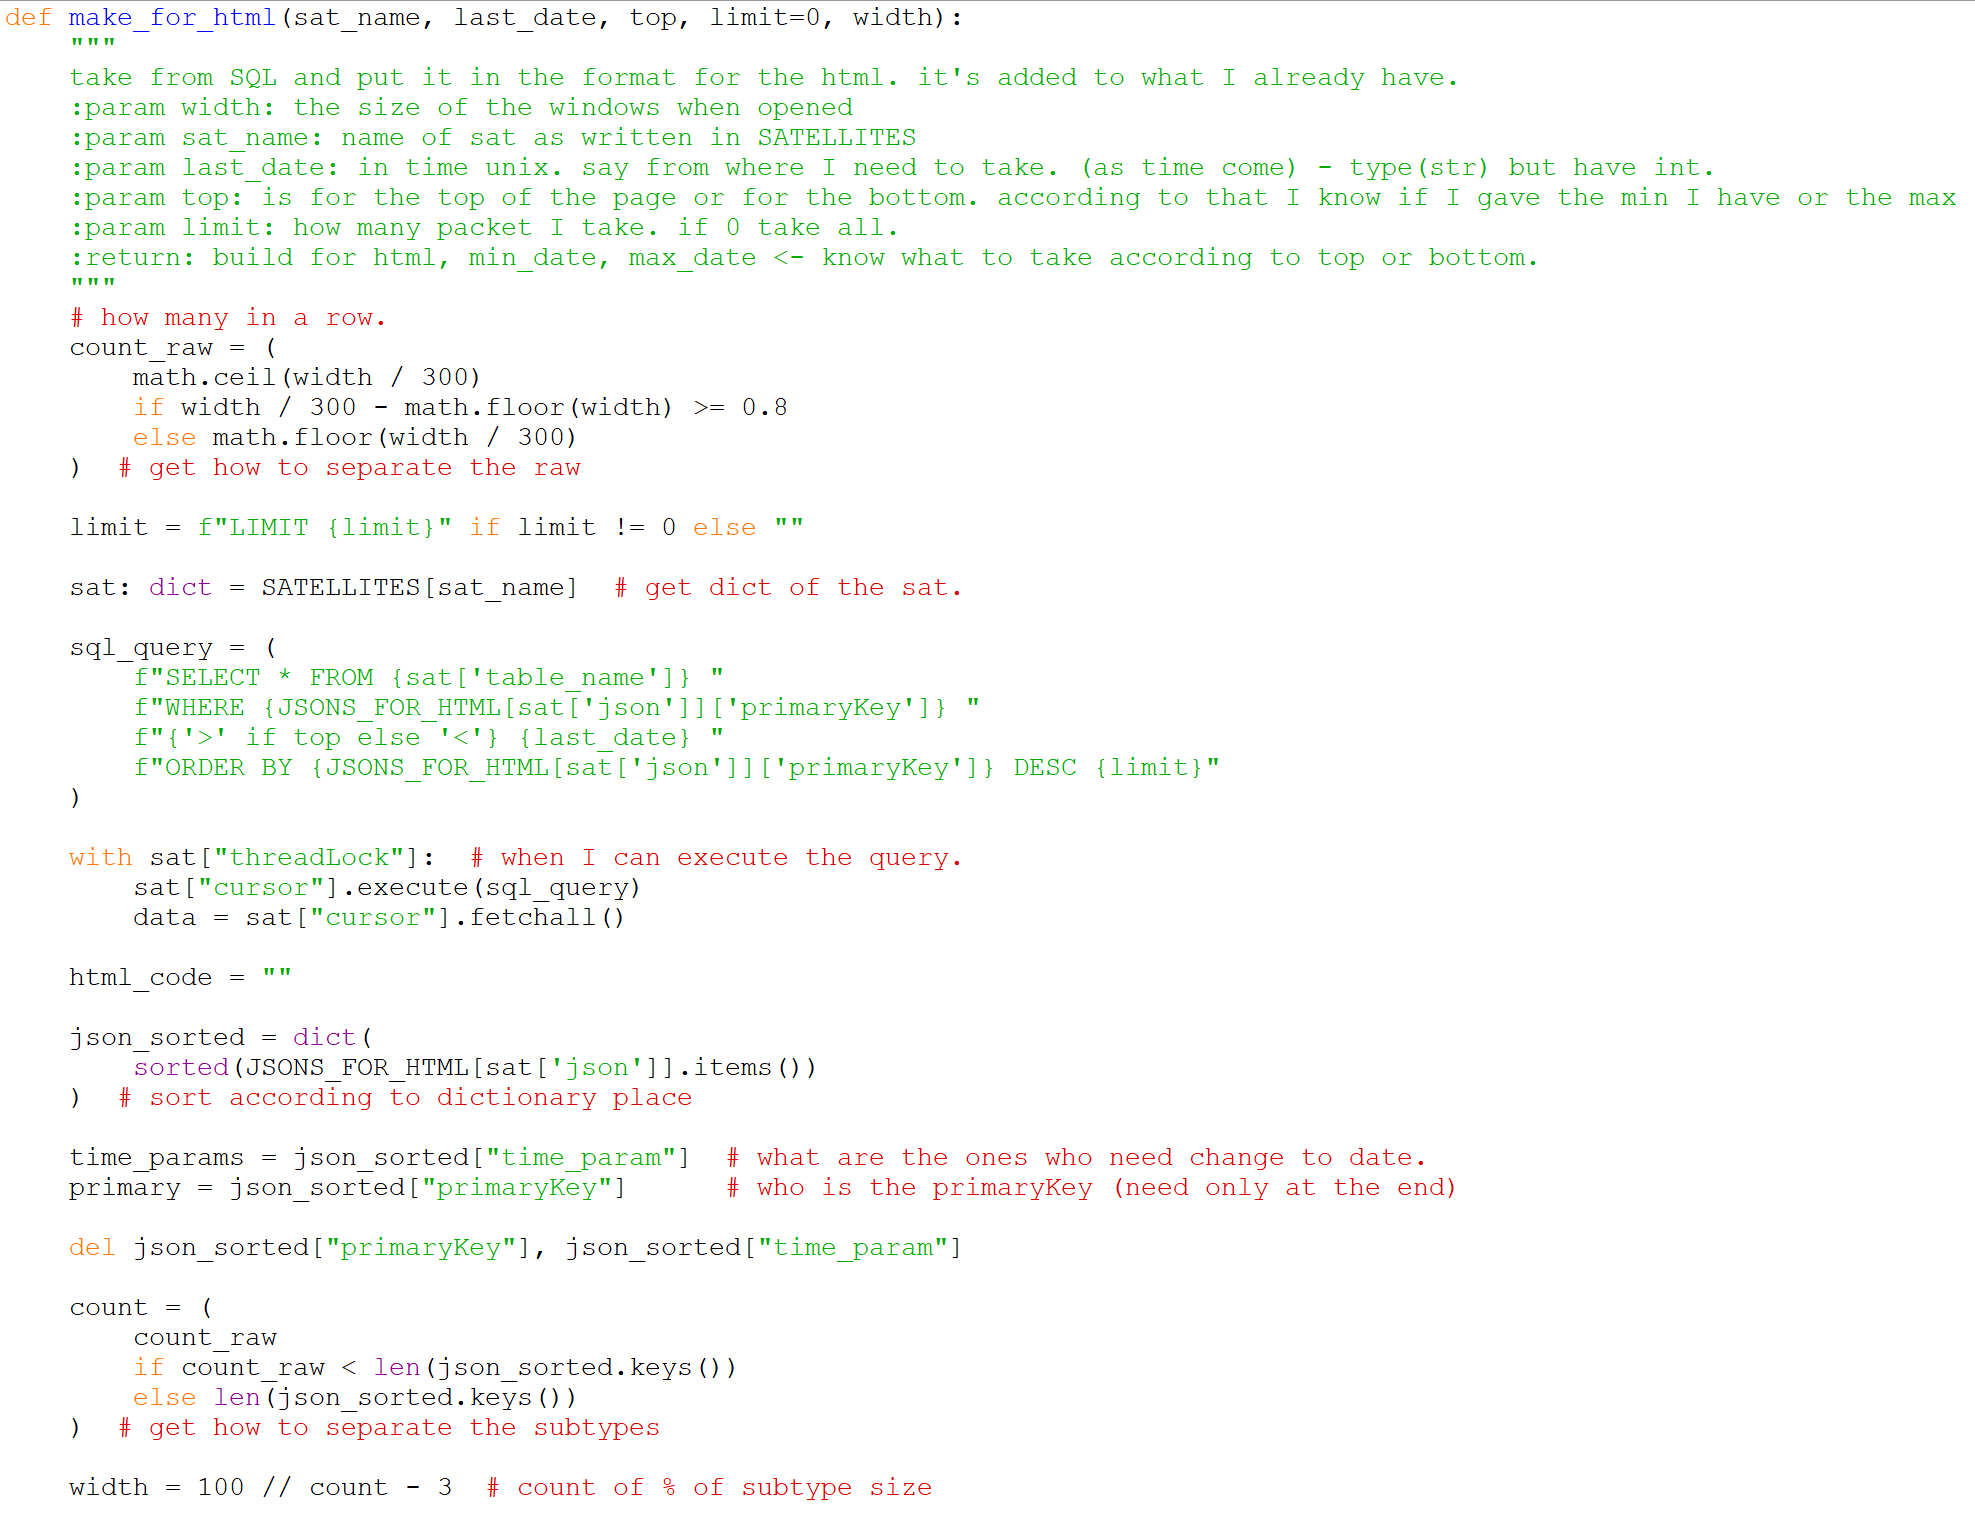 def make_for_html(sat_name, last_date, top, limit=0, width):
    """
    take from SQL and put it in the format for the html. it's added to what I already have.
    :param width: the size of the windows when opened
    :param sat_name: name of sat as written in SATELLITES
    :param last_date: in time unix. say from where I need to take. (as time come) - type(str) but have int.
    :param top: is for the top of the page or for the bottom. according to that I know if I gave the min I have or the max
    :param limit: how many packet I take. if 0 take all.
    :return: build for html, min_date, max_date <- know what to take according to top or bottom.
    """
    # how many in a row.
    count_raw = (
        math.ceil(width / 300)
        if width / 300 - math.floor(width) >= 0.8
        else math.floor(width / 300)
    )  # get how to separate the raw

    limit = f"LIMIT {limit}" if limit != 0 else ""

    sat: dict = SATELLITES[sat_name]  # get dict of the sat.

    sql_query = (
        f"SELECT * FROM {sat['table_name']} "
        f"WHERE {JSONS_FOR_HTML[sat['json']]['primaryKey']} "
        f"{'>' if top else '<'} {last_date} "
        f"ORDER BY {JSONS_FOR_HTML[sat['json']]['primaryKey']} DESC {limit}"
    )

    with sat["threadLock"]:  # when I can execute the query.
        sat["cursor"].execute(sql_query)
        data = sat["cursor"].fetchall()

    html_code = ""

    json_sorted = dict(
        sorted(JSONS_FOR_HTML[sat['json']].items())
    )  # sort according to dictionary place

    time_params = json_sorted["time_param"]  # what are the ones who need change to date.
    primary = json_sorted["primaryKey"]      # who is the primaryKey (need only at the end)

    del json_sorted["primaryKey"], json_sorted["time_param"]

    count = (
        count_raw
        if count_raw < len(json_sorted.keys())
        else len(json_sorted.keys())
    )  # get how to separate the subtypes

    width = 100 // count - 3  # count of % of subtype size